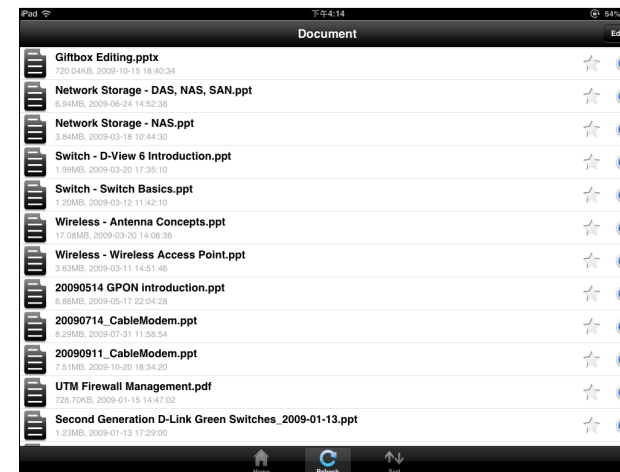 iPad
下午4:14
54%
Document
Giftbox Editing.pptx
720.04KB, 2009-10-15 18:40:34
Network Storage - DAS, NAS, SAN.ppt
6.94MB, 2009-06-24 14:52:38
Network Storage - NAS.ppt
3.84MB, 2009-03-18 10:44:30
Switch - D-View 6 Introduction.ppt
1.99MB, 2009-03-20 17:35:10
Switch - Switch Basics.ppt
1.20MB, 2009-03-12 11:42:10
Wireless - Antenna Concepts.ppt
17.08MB, 2009-03-20 14:06:36
Wireless - Wireless Access Point.ppt
3.63MB, 2009-03-11 14:51:46
20090514 GPON introduction.ppt
6.86MB, 2009-05-17 22:04:28
20090714_CableModem.ppt
8.29MB, 2009-07-31 11:58:54
20090911_CableModem.ppt
7.51MB, 2009-10-20 18:34:20
UTM Firewall Management.pdf
728.70KB, 2009-01-15 14:47:02
Second Generation D-Link Green Switches_2009-01-13.ppt
1.23MB, 2009-01-13 17:29:00
Home
Refresh
Sort